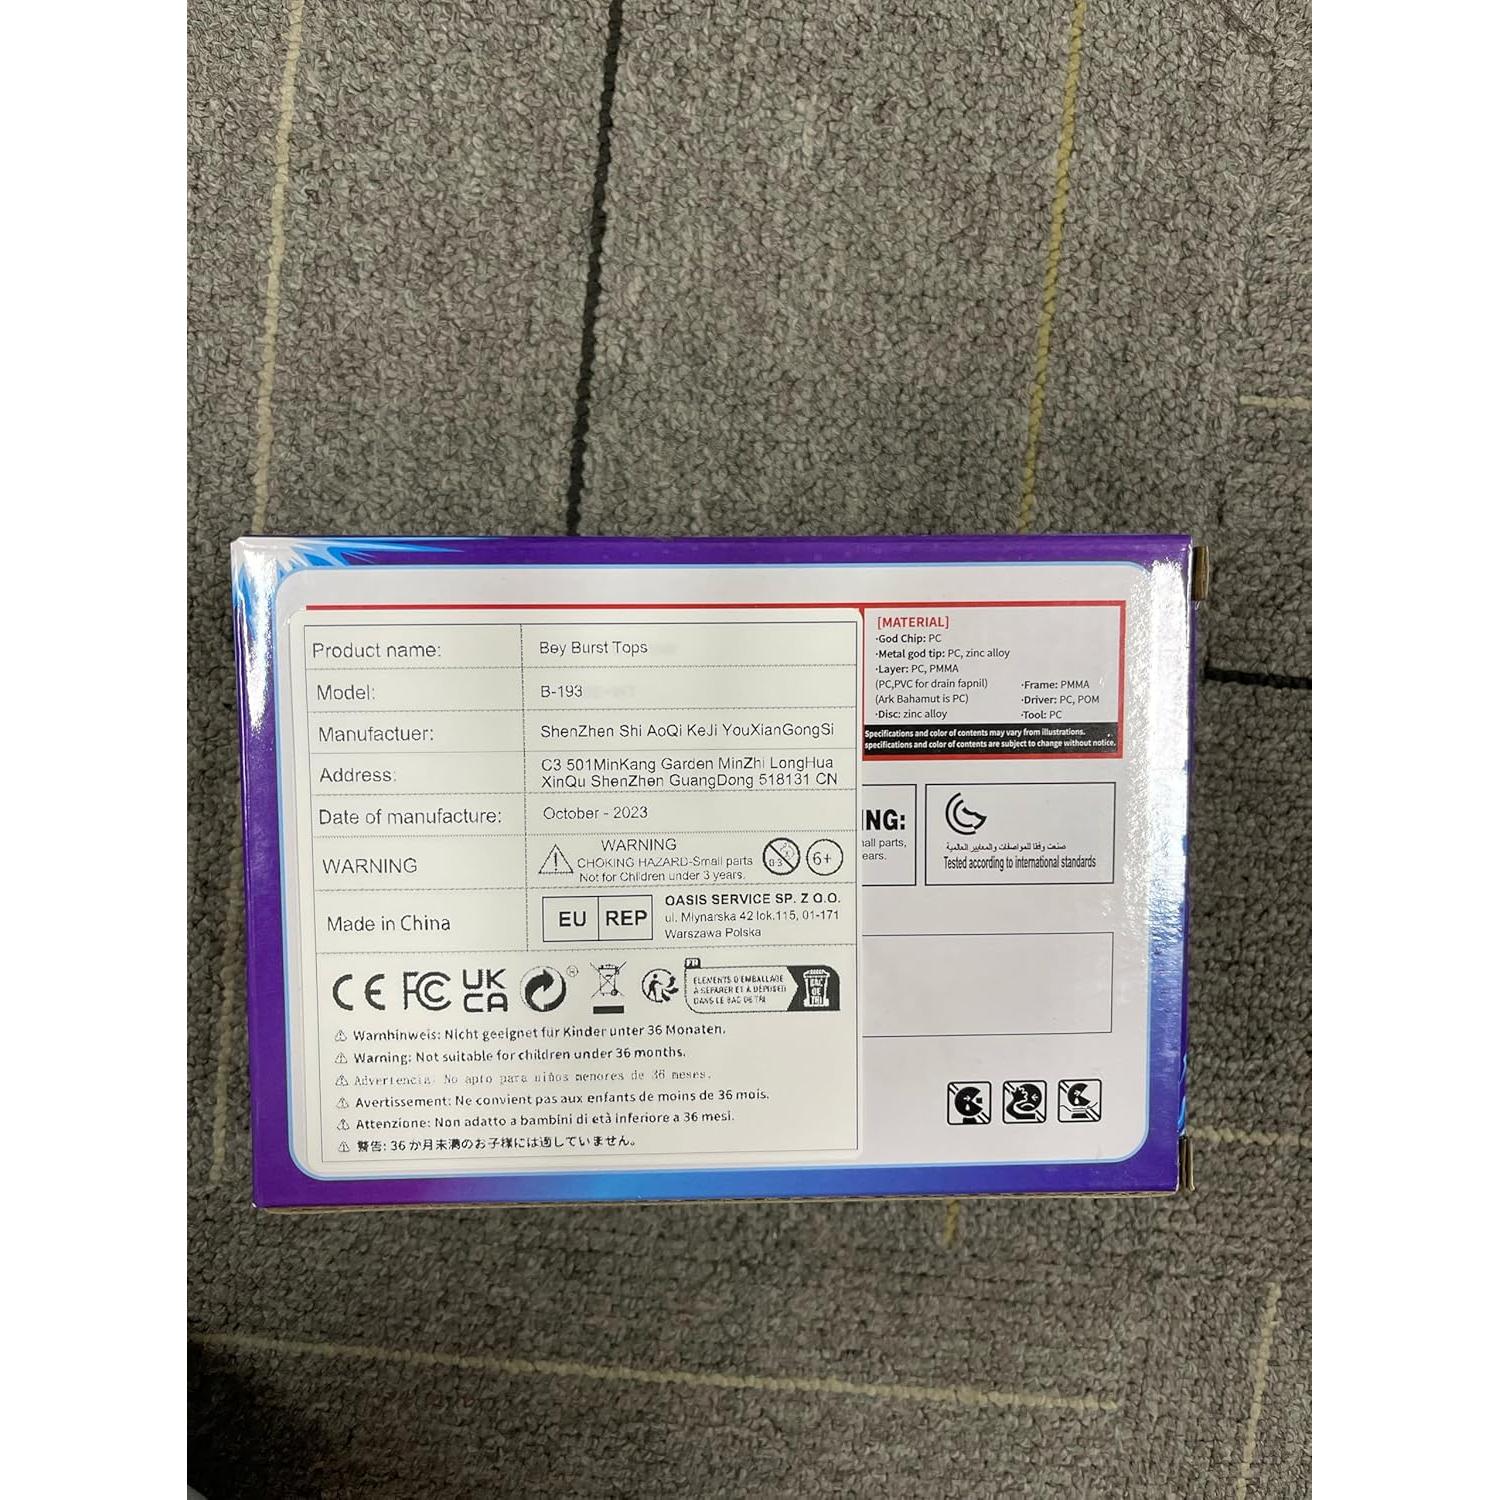 Product name: Bey Burst Tops
Model: B-193
Manufactuer: ShenZhen Shi AoQi KeJi YouXianGongSi
Address: C3 501MinKang Garden MinZhi LongHua
XinQu ShenZhen GuangDong 518131 CN
Date of manufacture: October - 2023
WARNING
WARNING
CHOKING HAZARD-Small parts
Not for Children under 3 years.
0-3
6+
Made in China
EU REP
OASIS SERVICE SP. Z O.O.
ul. Mlynarska 42 lok.115, 01-171
Warszawa Polska
CE FC UK CA
FR
ELEMENTS D'EMBALLAGE
À SÉPARER ET À DÉPOSER
DANS LE BAC DE TRI
BAC
DE
TRI
Warnhinweis: Nicht geeignet für Kinder unter 36 Monaten.
Warning: Not suitable for children under 36 months.
Advertencia: No apto para niños menores de 36 meses.
Avertissement: Ne convient pas aux enfants de moins de 36 mois.
Attenzione: Non adatto a bambini di età inferiore a 36 mesi.
警告: 36 か月未満のお子様には適していません。
[MATERIAL]
·God Chip: PC
·Metal god tip: PC, zinc alloy
·Layer: PC, PMMA
(PC,PVC for drain fapnil)
(Ark Bahamut is PC)
·Disc: zinc alloy
·Frame: PMMA
·Driver: PC, POM
·Tool: PC
Specifications and color of contents may vary from illustrations.
specifications and color of contents are subject to change without notice.
ING:
all parts,
ears.
صنعت وفقا للمواصفات والمعايير العالمية
Tested according to international standards